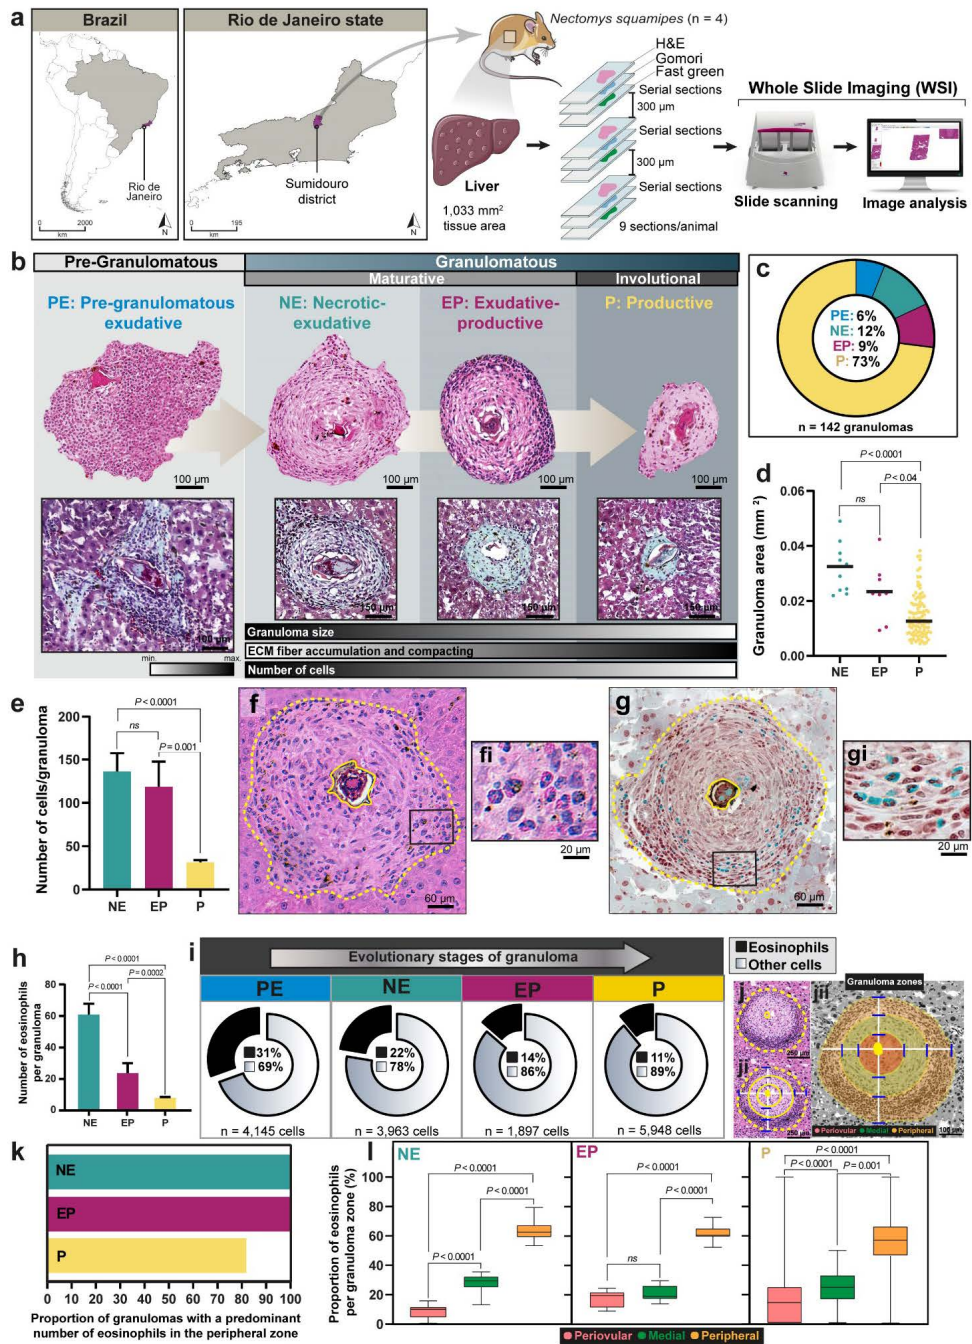 a
Brazil
Rio de Janeiro state
Rio de
Janeiro
0 2000
km
N
Sumidouro
district
0 195
km
N
Nectomys squamipes (n = 4)
H&E
Gomori
Fast green
Serial sections
300 µm
Serial sections
300 µm
Serial sections
9 sections/animal
Liver
1,033 mm²
tissue area
Whole Slide Imaging (WSI)
Slide scanning
Image analysis
b
Pre-Granulomatous
Granulomatous
Maturative
Involutional
PE: Pre-granulomatous
exudative
NE: Necrotic-
exudative
EP: Exudative-
productive
P: Productive
100 µm
100 µm
100 µm
100 µm
100 µm
150 µm
150 µm
150 µm
min.
max.
Granuloma size
ECM fiber accumulation and compacting
Number of cells
c
PE: 6%
NE: 12%
EP: 9%
P: 73%
n = 142 granulomas
d
P < 0.0001
P < 0.04
ns
Granuloma area (mm²)
0.06
0.04
0.02
0.00
NE EP P
e
P < 0.0001
ns
P = 0.001
Number of cells/granuloma
200
150
100
50
0
NE EP P
f
60 µm
fi
20 µm
g
60 µm
gi
20 µm
h
P < 0.0001
P = 0.0002
P < 0.0001
Number of eosinophils
per granuloma
80
60
40
20
0
NE EP P
i
Evolutionary stages of granuloma
PE
NE
EP
P
31%
69%
22%
78%
14%
86%
11%
89%
n = 4,145 cells
n = 3,963 cells
n = 1,897 cells
n = 5,948 cells
Eosinophils
Other cells
j
250 µm
ji
250 µm
jii
Granuloma zones
Periovular
Medial
Peripheral
100 µm
k
NE
EP
P
0 10 20 30 40 50 60 70 80 90 100
Proportion of granulomas with a predominant
number of eosinophils in the peripheral zone
l
NE
EP
P
Proportion of eosinophils
per granuloma zone (%)
100
80
60
40
20
0
P < 0.0001
P < 0.0001
P < 0.0001
P < 0.0001
P < 0.0001
ns
P < 0.0001
P < 0.0001
P = 0.001
Periovular
Medial
Peripheral